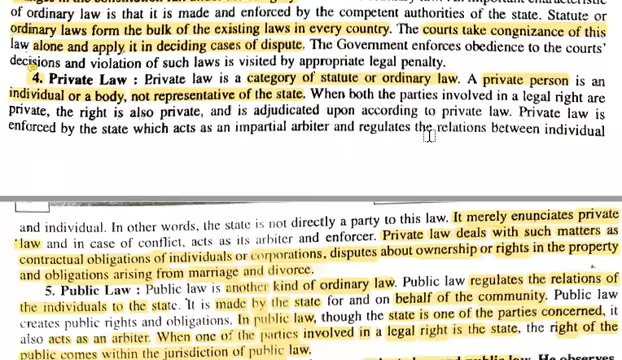 of ordinary law is that it is made and enforced by the competent authorities of the state. Statute or
ordinary laws form the bulk of the existing laws in every country. The courts take congnizance of this
law alone and apply it in deciding cases of dispute. The Government enforces obedience to the courts'
decisions and violation of such laws is visited by appropriate legal penalty.
4. Private Law : Private law is a category of statute or ordinary law. A private person is an
individual or a body, not representative of the state. When both the parties involved in a legal right are
private, the right is also private, and is adjudicated upon according to private law. Private law is
enforced by the state which acts as an impartial arbiter and regulates the relations between individual
and individual. In other words, the state is not directly a party to this law. It merely enunciates private
law and in case of conflict, acts as its arbiter and enforcer. Private law deals with such matters as
contractual obligations of individuals or corporations, disputes about ownership or rights in the property
and obligations arising from marriage and divorce.
5. Public Law : Public law is another kind of ordinary law. Public law regulates the relations of
the individuals to the state. It is made by the state for and on behalf of the community. Public law
creates public rights and obligations. In public law, though the state is one of the parties concerned, it
also acts as an arbiter. When one of the parties involved in a legal right is the state, the right of the
public comes within the jurisdiction of public law.
public law. He observes